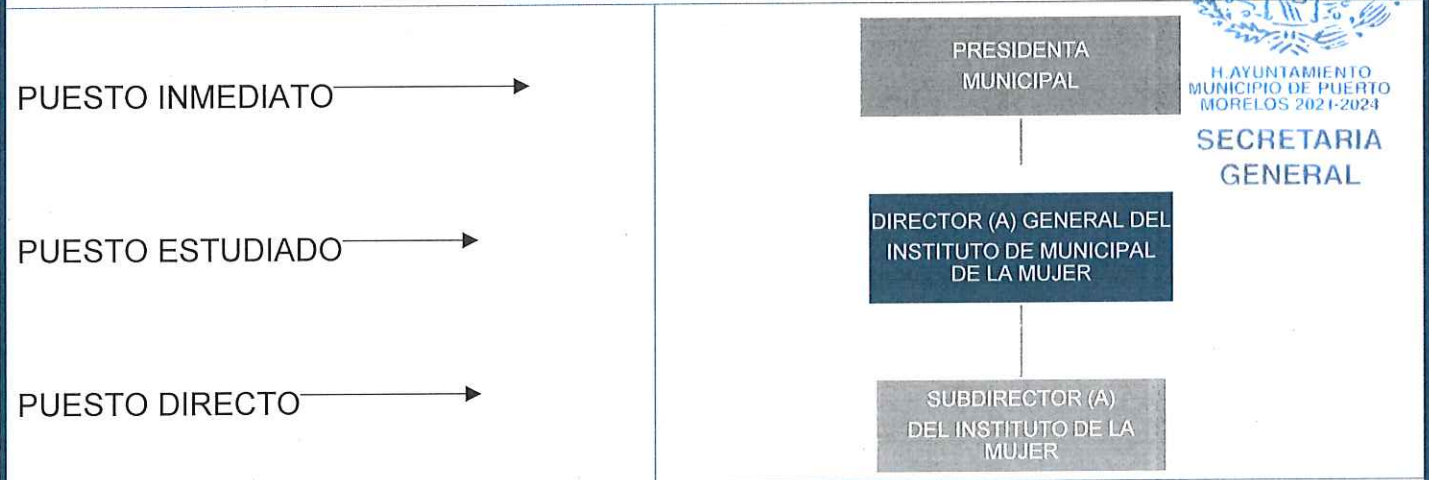 PUESTO INMEDIATO
PRESIDENTA
MUNICIPAL
H.AYUNTAMIENTO
MUNICIPIO DE PUERTO
MORELOS 2021-2024
SECRETARIA
GENERAL
PUESTO ESTUDIADO
DIRECTOR (A) GENERAL DEL
INSTITUTO DE MUNICIPAL
DE LA MUJER
PUESTO DIRECTO
SUBDIRECTOR (A)
DEL INSTITUTO DE LA
MUJER